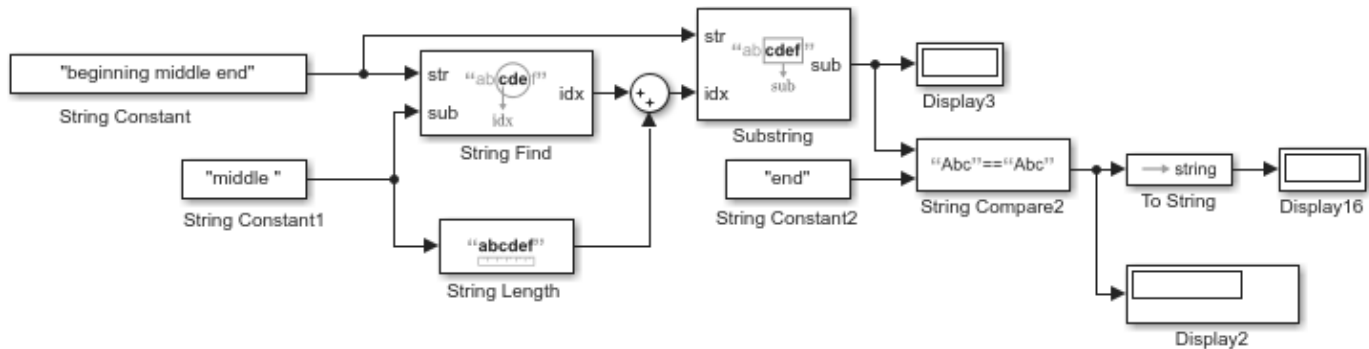 "beginning middle end"
String Constant
str
sub
"abcdef"
idx
idx
String Find
"middle "
String Constant1
"abcdef"
String Length
++
str
idx
"abcdef"
sub
sub
Substring
Display3
"end"
String Constant2
"Abc"=="Abc"
String Compare2
string
To String
Display16
Display2